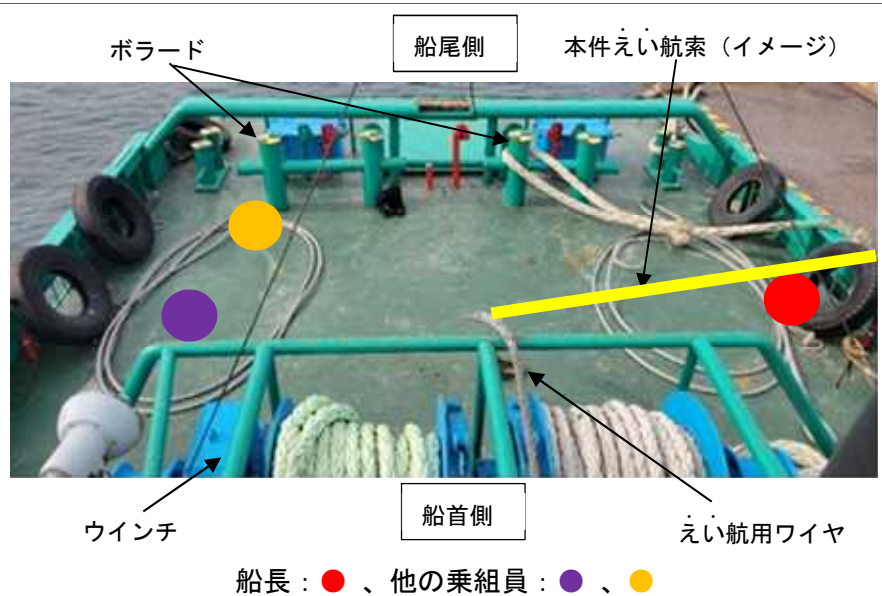 ボラード
船尾側
本件えい航索（イメージ）
ウインチ
船首側
えい航用ワイヤ
船長：●、他の乗組員：●、●